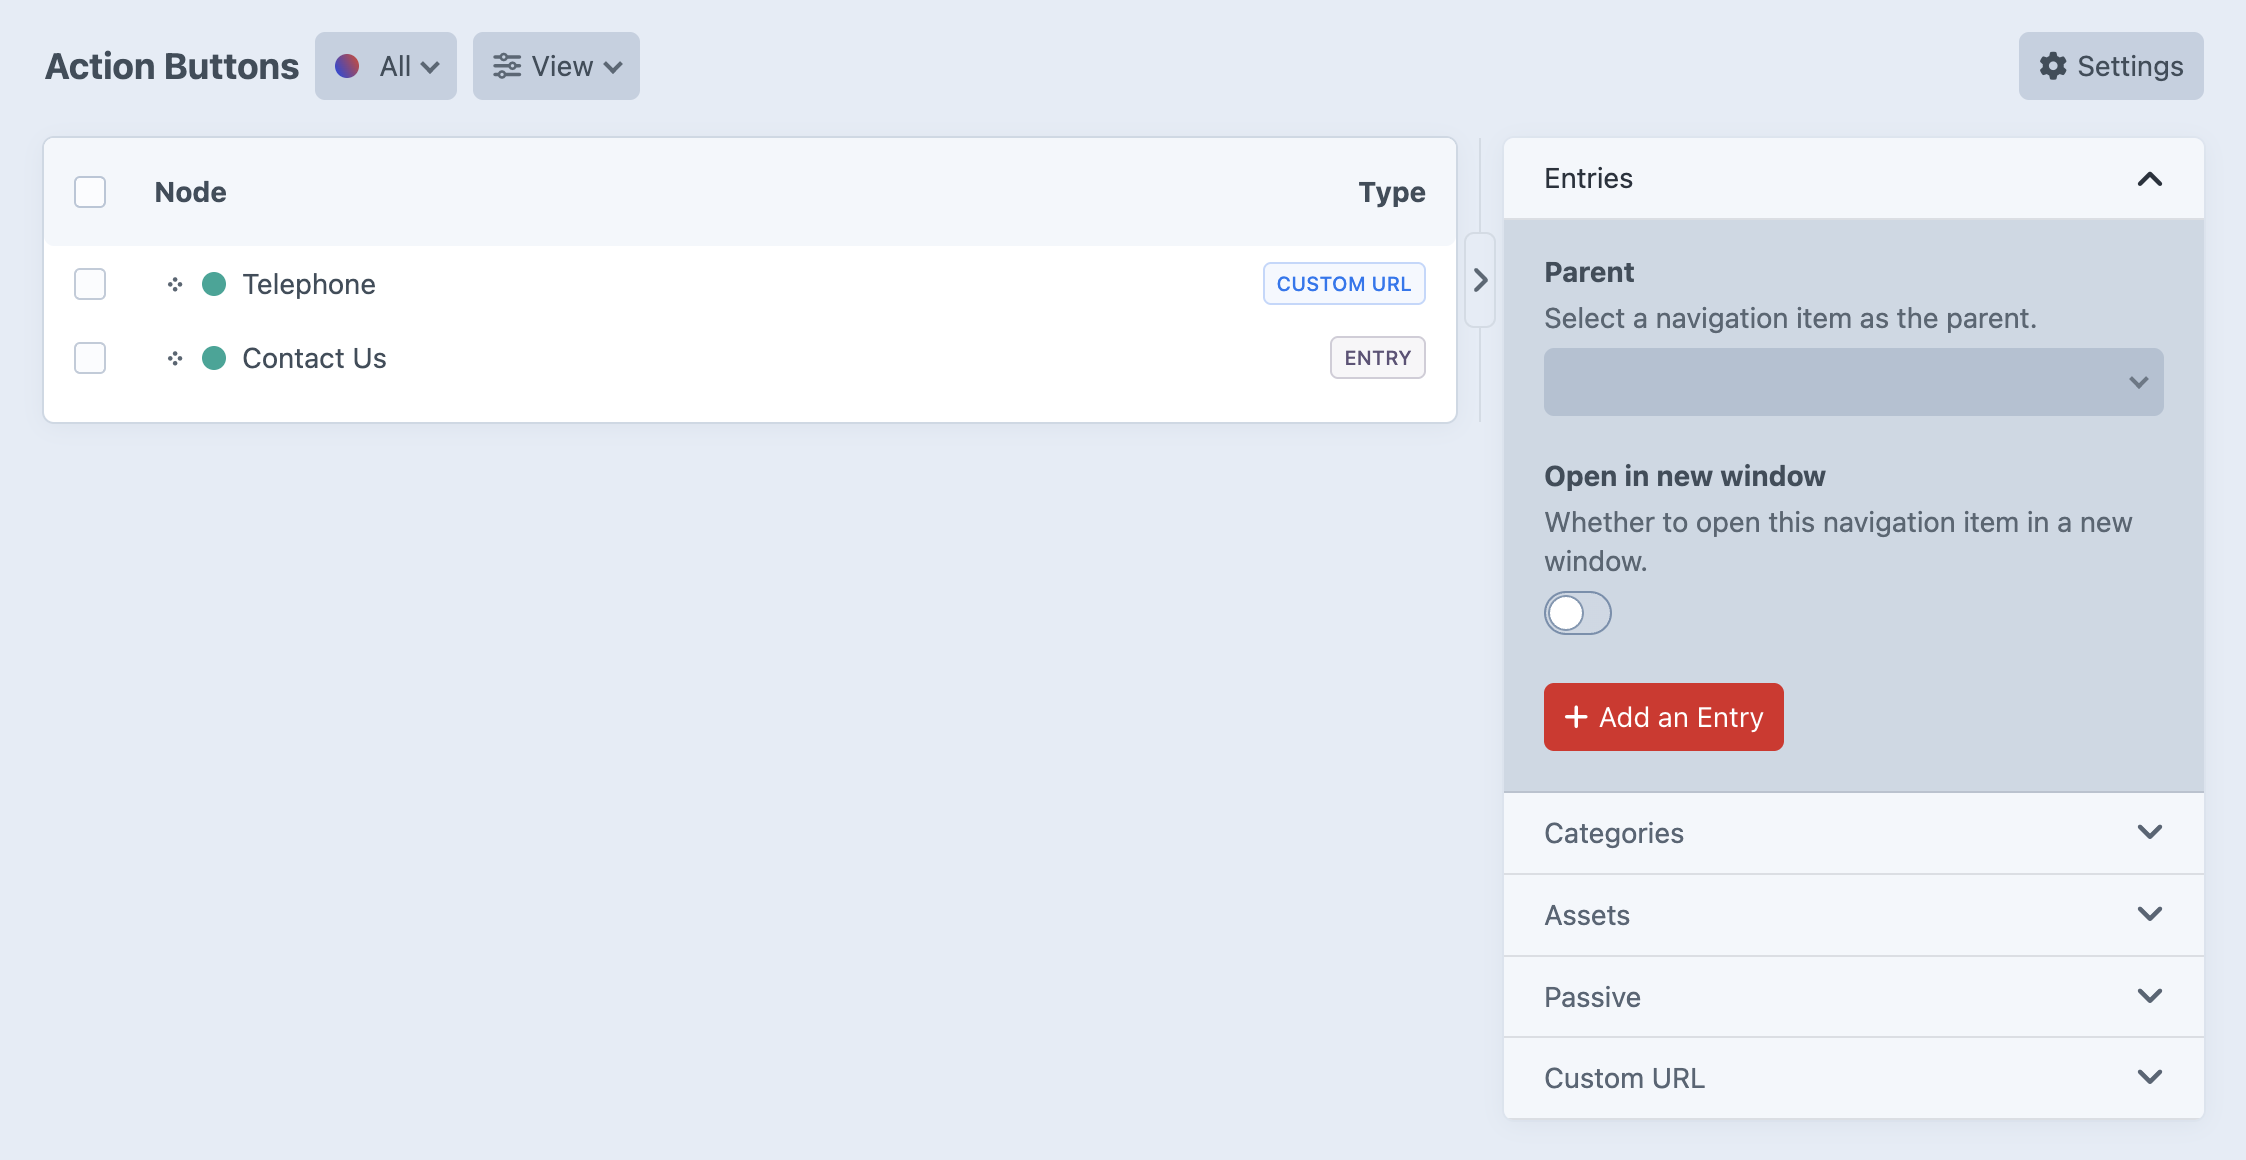 Action Buttons
All
View
Settings
Node
Type
Telephone
CUSTOM URL
Contact Us
ENTRY
Entries
Parent
Select a navigation item as the parent.
Open in new window
Whether to open this navigation item in a new
window.
Add an Entry
Categories
Assets
Passive
Custom URL